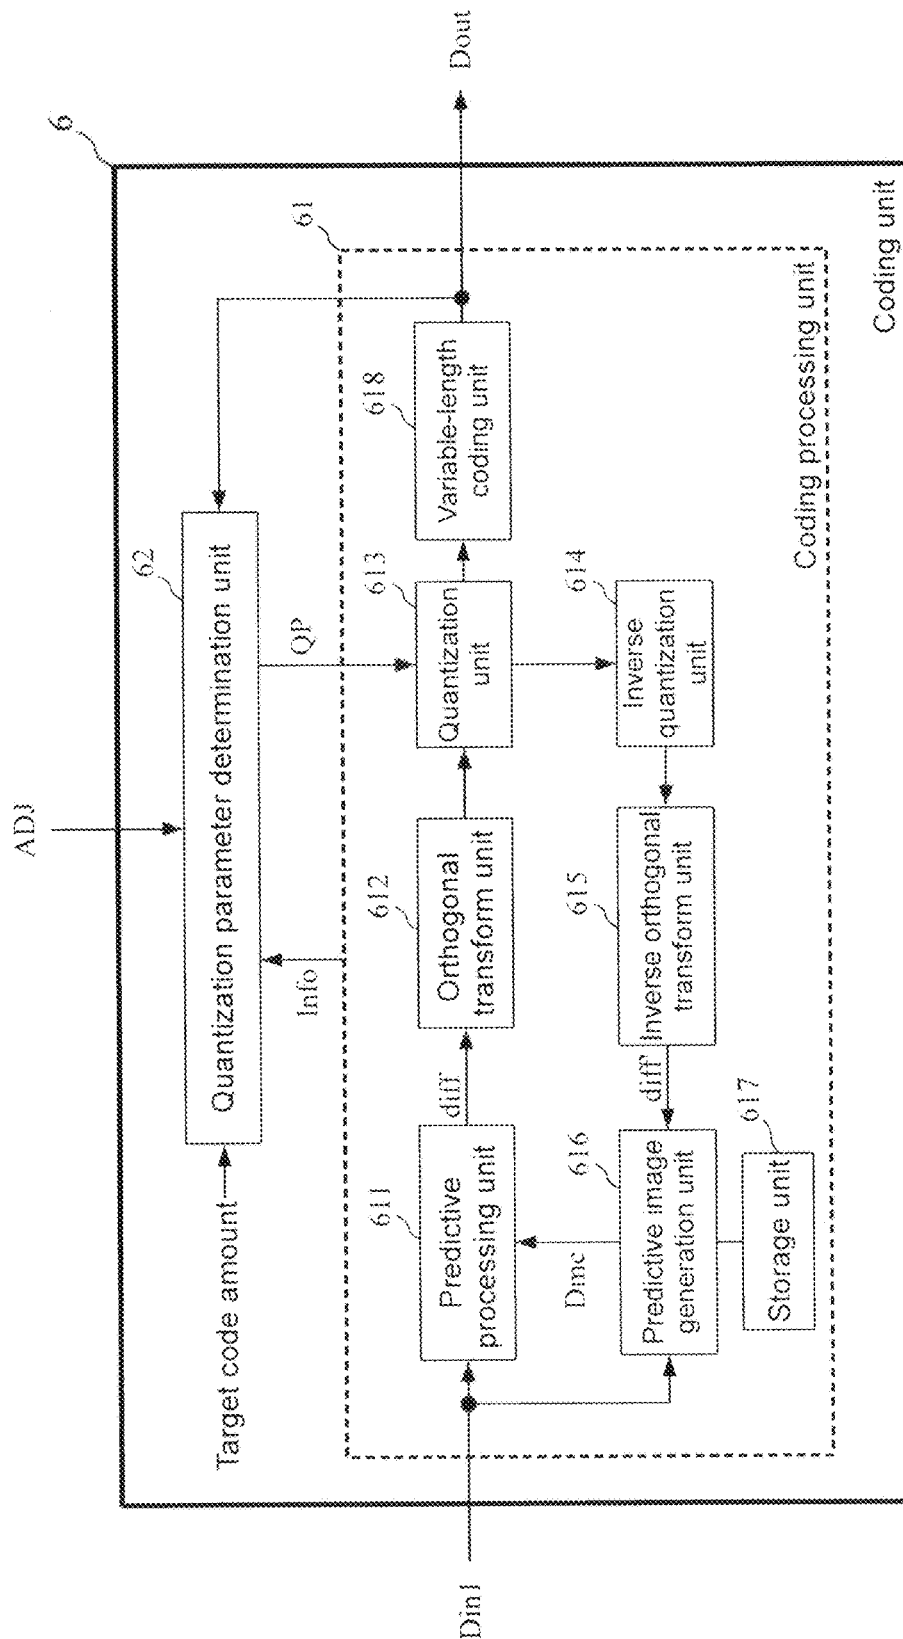 6
ADJ
Target code amount
62
Quantization parameter determination unit
Info
QP
61
Din1
Dout
611
Predictive
processing unit
diff
612
Orthogonal
transform unit
613
Quantization
unit
618
Variable-length
coding unit
Dmc
616
Predictive image
generation unit
diff
615
Inverse orthogonal
transform unit
614
Inverse
quantization
unit
617
Storage unit
Coding processing unit
Coding unit